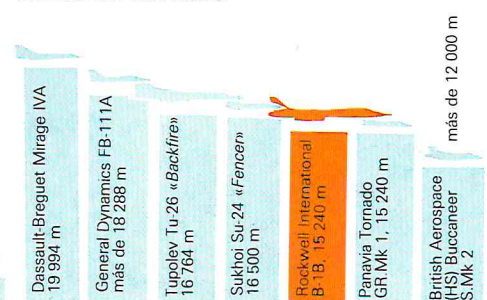 Dassault-Breguet Mirage IVA
19 994 m
General Dynamics FB-111A
más de 18 288 m
Tupolev Tu-26 «Backfire»
16 764 m
Sukhoi Su-24 «Fencer»
16 500 m
Rockwell International
B-1B, 15 240 m
Panavia Tornado
GR.Mk 1, 15 240 m
British Aerospace
(HS) Buccaneer
S.Mk 2
más de 12 000 m